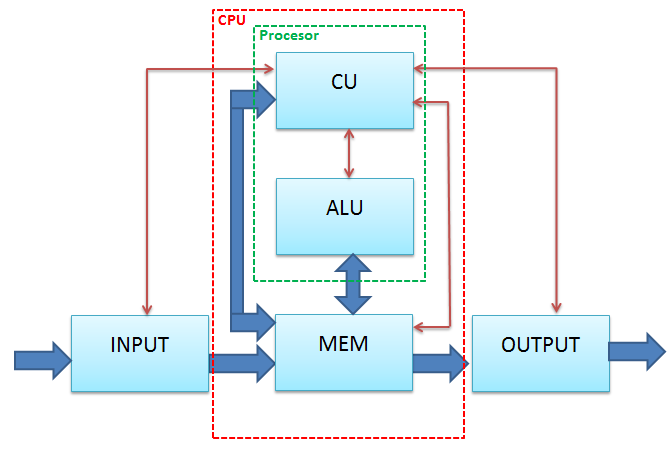 CPU
Procesor
CU
ALU
INPUT
MEM
OUTPUT